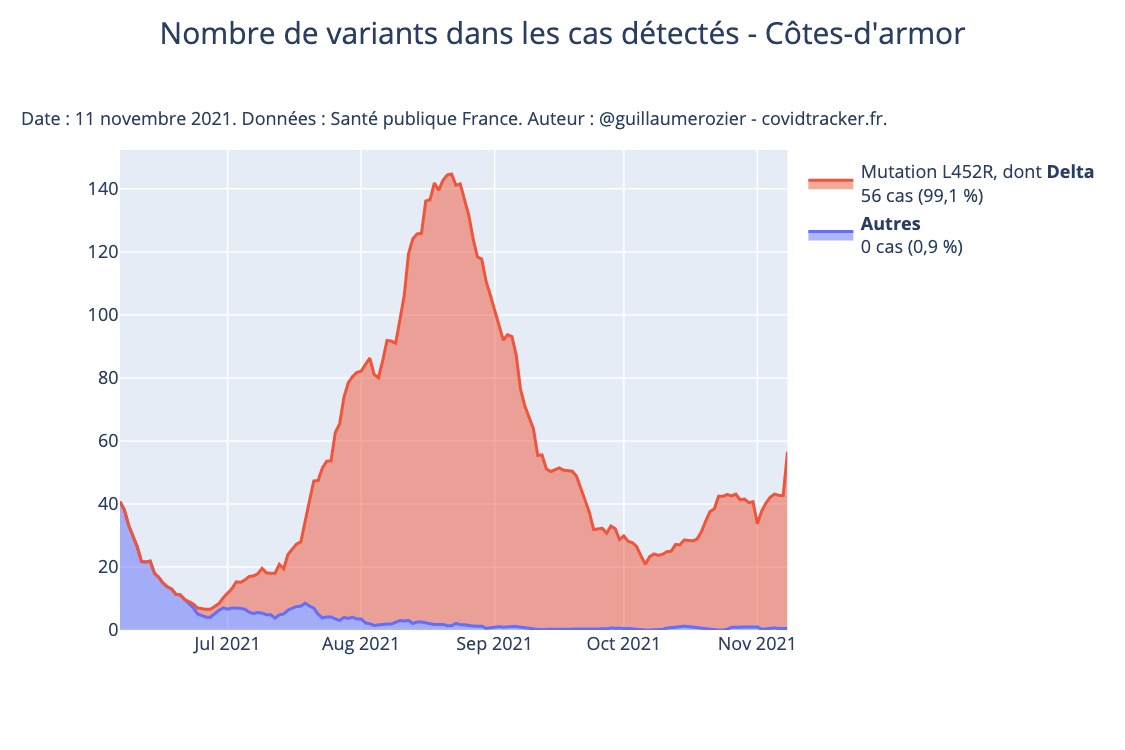 Nombre de variants dans les cas détectés - Côtes-d'armor
Date : 11 novembre 2021. Données : Santé publique France. Auteur : @guillaumerozier - covidtracker.fr.
Mutation L452R, dont Delta
56 cas (99,1 %)
Autres
0 cas (0,9 %)
140
120
100
80
60
40
20
0
Jul 2021
Aug 2021
Sep 2021
Oct 2021
Nov 2021